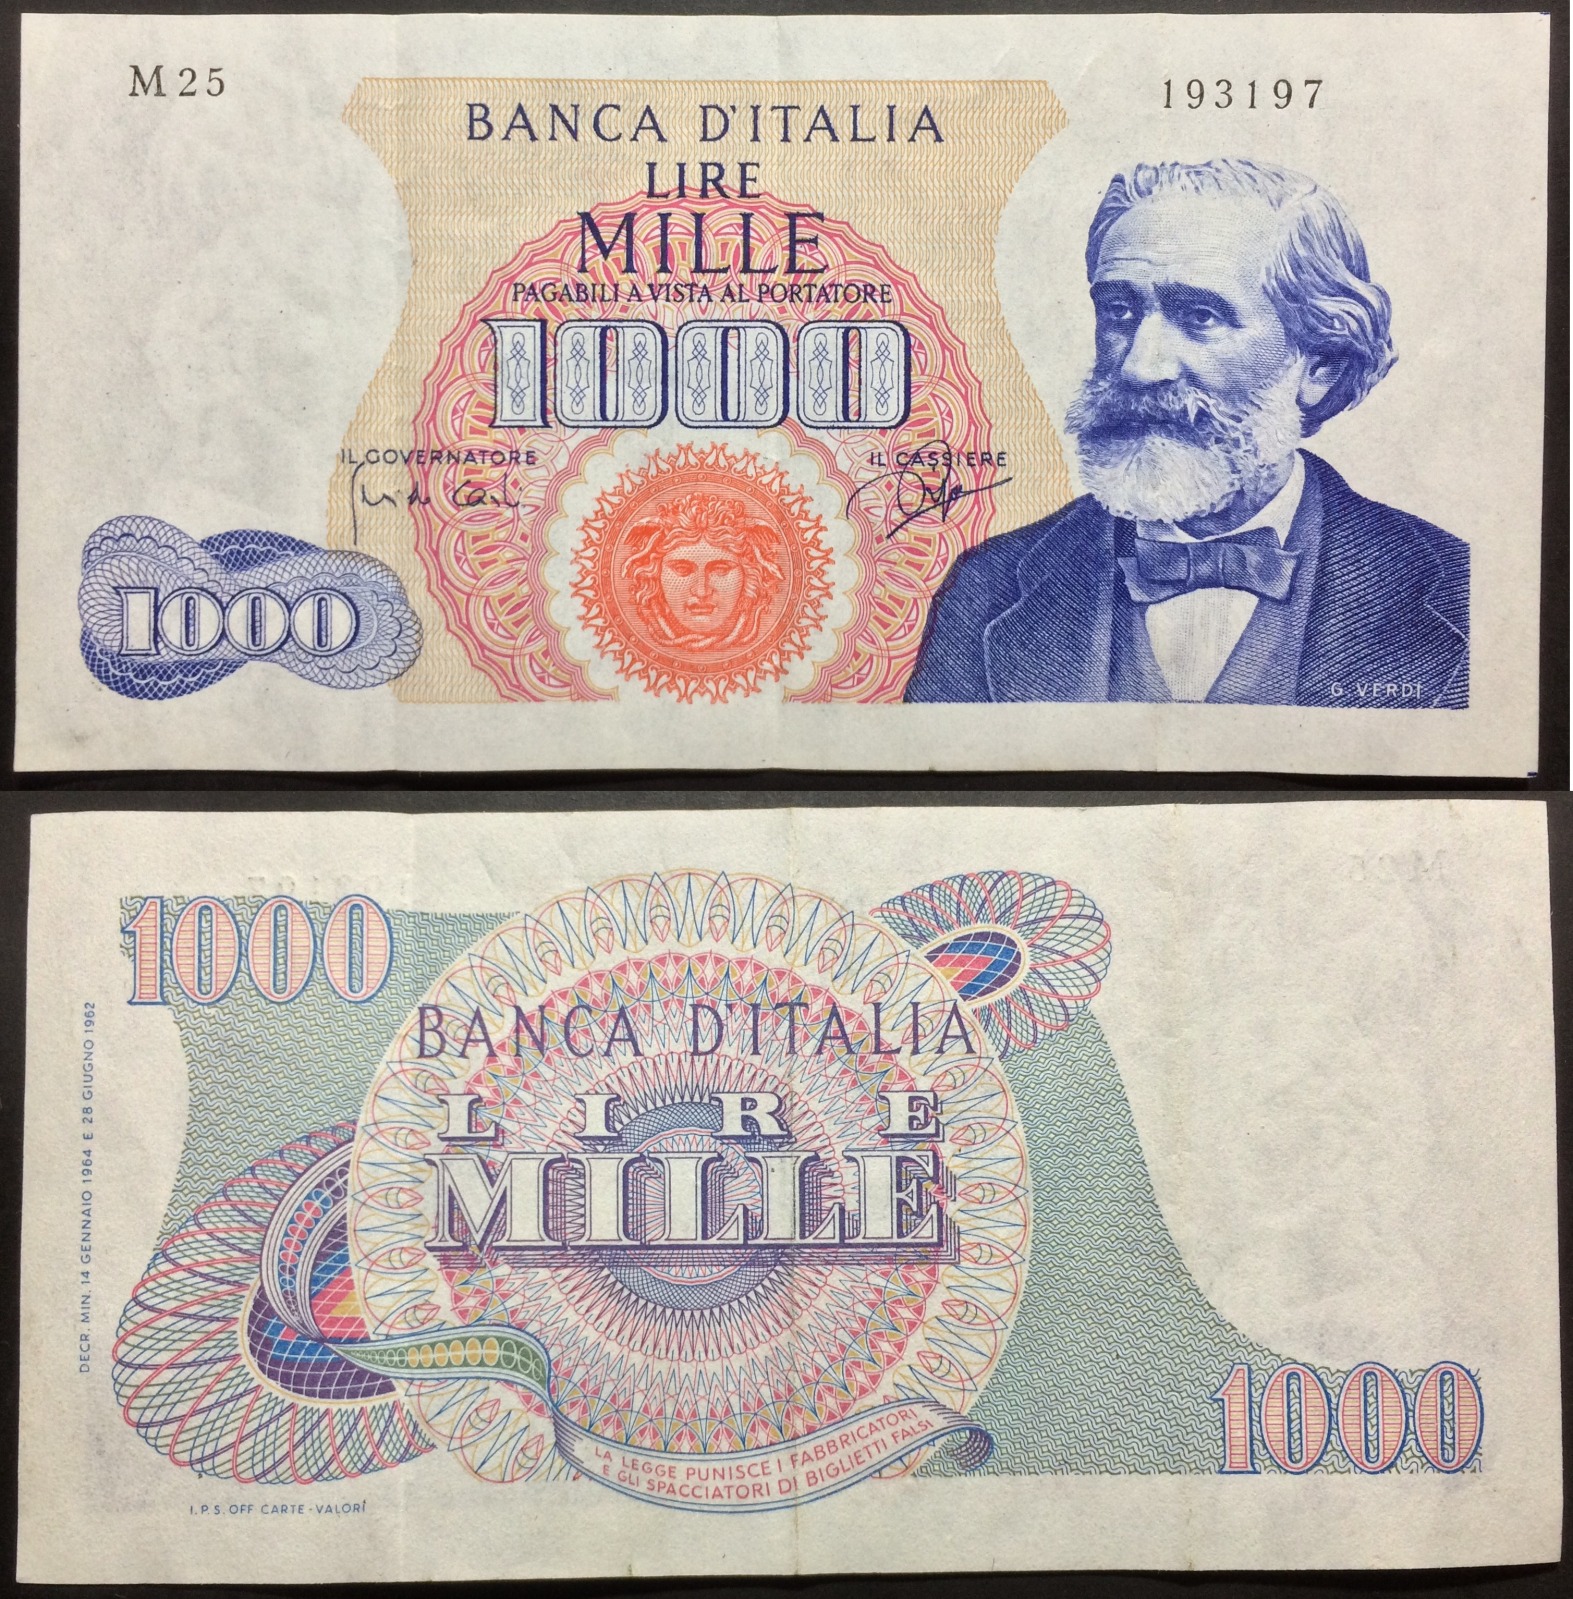 M 25
193197
BANCA D'ITALIA
LIRE
MILLE
PAGABILI A VISTA AL PORTATORE
1000
IL GOVERNATORE
IL CASSIERE
1000
G. VERDI
1000
BANCA D'ITALIA
LIRE
MILLE
DECR. MIN. 14 GENNAIO 1964 E 28 GIUGNO 1962
1000
LA LEGGE PUNISCE I FABBRICATORI
E GLI SPACCIATORI DI BIGLIETTI FALSI
I.P.S. OFF CARTE-VALORI